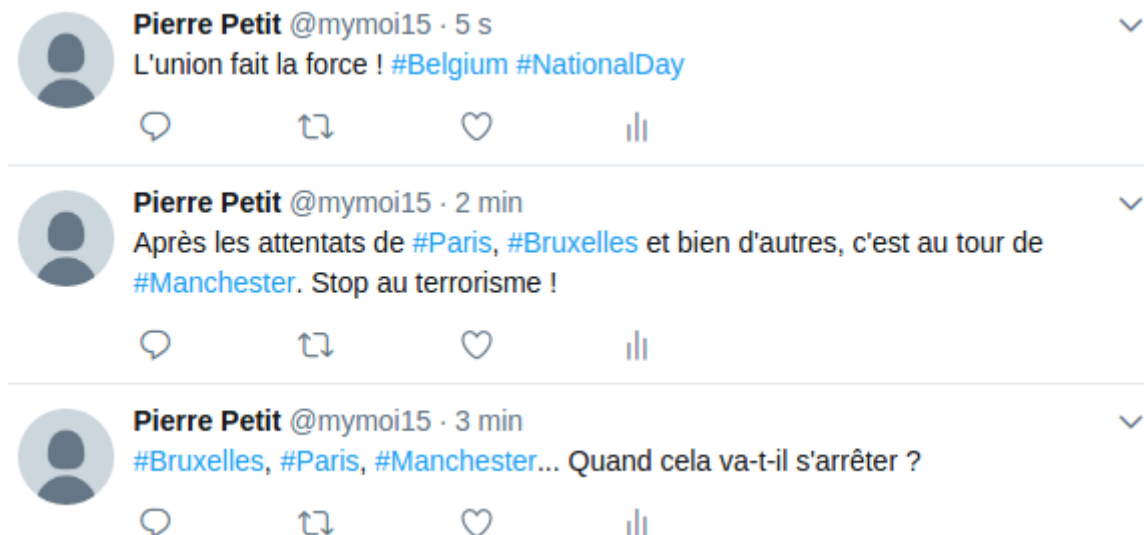 Pierre Petit @mymoi15 · 5 s
L'union fait la force ! #Belgium #NationalDay
Pierre Petit @mymoi15 · 2 min
Après les attentats de #Paris, #Bruxelles et bien d'autres, c'est au tour de
#Manchester. Stop au terrorisme !
Pierre Petit @mymoi15 · 3 min
#Bruxelles, #Paris, #Manchester... Quand cela va-t-il s'arrêter ?